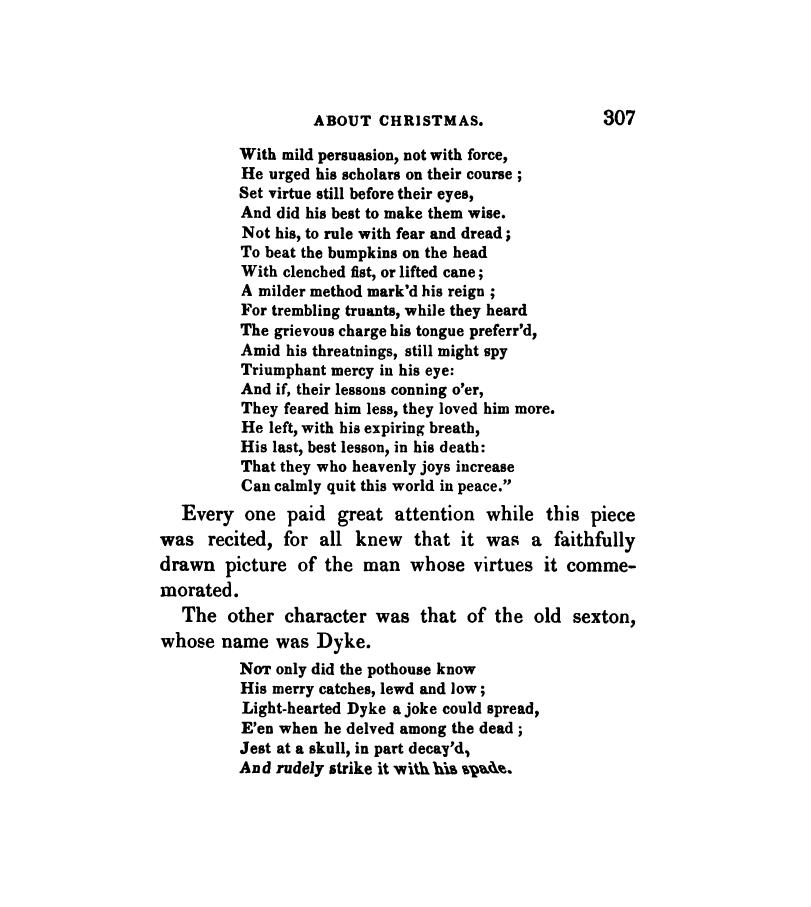 ABOUT CHRISTMAS. 307
With mild persuasion, not with force,
He urged his scholars on their course ;
Set virtue still before their eyes,
And did his best to make them wise.
Not his, to rule with fear and dread ;
To beat the bumpkins on the head
With clenched fist, or lifted cane ;
A milder method mark'd his reign ;
For trembling truants, while they heard
The grievous charge his tongue preferr'd,
Amid his threatnings, still might spy
Triumphant mercy in his eye:
And if, their lessons conning o'er,
They feared him less, they loved him more.
He left, with his expiring breath,
His last, best lesson, in his death:
That they who heavenly joys increase
Can calmly quit this world in peace."
Every one paid great attention while this piece
was recited, for all knew that it was a faithfully
drawn picture of the man whose virtues it comme-
morated.
The other character was that of the old sexton,
whose name was Dyke.
NOT only did the pothouse know
His merry catches, lewd and low ;
Light-hearted Dyke a joke could spread,
E'en when he delved among the dead ;
Jest at a skull, in part decay'd,
And rudely strike it with his spade.